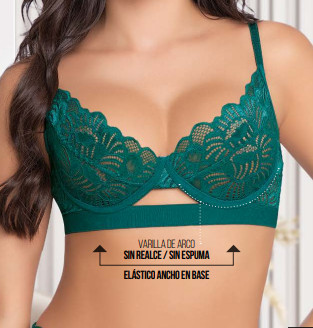 VARILLA DE ARCO
SIN REALCE / SIN ESPUMA
ELÁSTICO ANCHO EN BASE